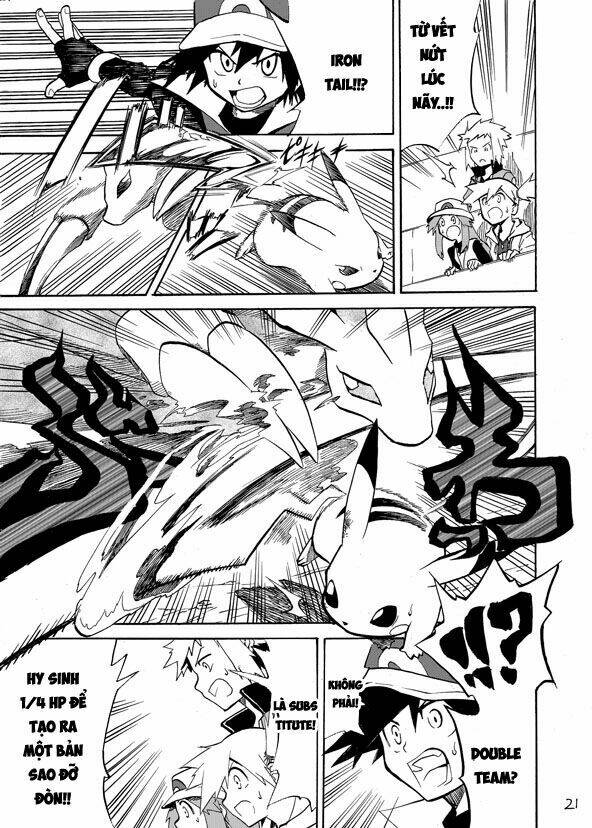 TỪ VẾT
NỨT
LÚC
NÃY..!!
IRON
TAIL!!?
!!?
DOUBLE
TEAM?
KHÔNG
PHẢI!
LÀ SUBS
TITUTE!
HY SINH
1/4 HP ĐỂ
TẠO RA
MỘT BẢN
SAO ĐỠ
ĐÒN!!
21